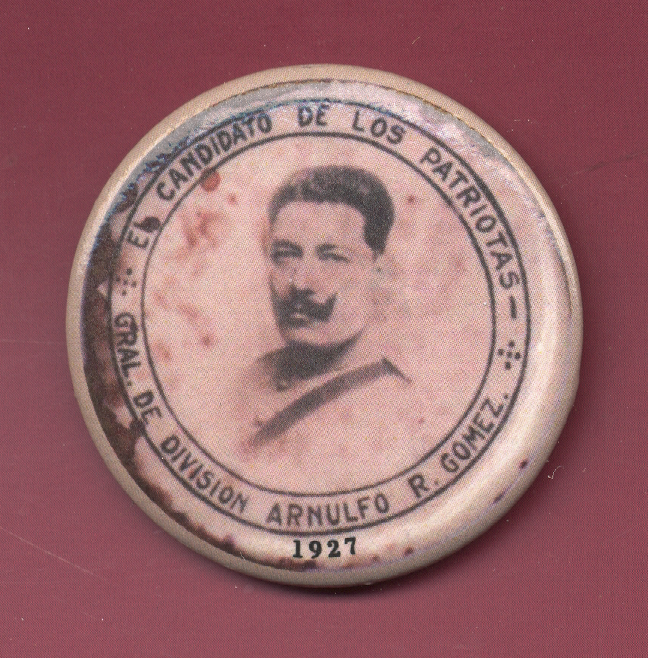 EL CANDIDATO DE LOS PATRIOTAS—
GRAL. DE DIVISION ARNULFO R. GOMEZ.
1927